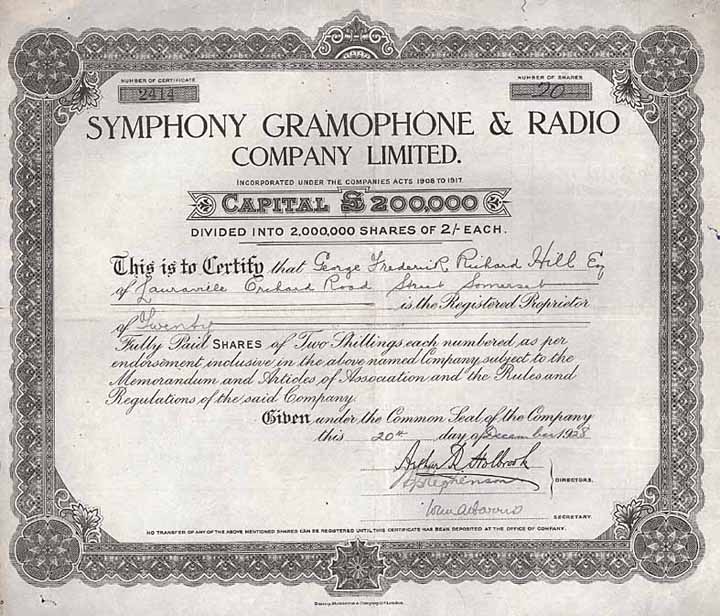 NUMBER OF CERTIFICATE
2414
NUMBER OF SHARES
20
SYMPHONY GRAMOPHONE & RADIO
COMPANY LIMITED.
INCORPORATED UNDER THE COMPANIES ACTS 1908 TO 1917.
CAPITAL £200,000
DIVIDED INTO 2,000,000 SHARES OF 2/- EACH.
This is to Certify that George Frederick Richard Hill Esq
of Lauraville Orchard Road Street Somerset
is the Registered Proprietor
of Twenty
Fully Paid SHARES of Two Shillings each numbered as per
endorsement inclusive in the above named Company subject to the
Memorandum and Articles of Association and the Rules and
Regulations of the said Company.
Given under the Common Seal of the Company
this 20th day of December 1928
Arthur D. Holbrook
Stephenson
DIRECTORS.
SECRETARY.
NO TRANSFER OF ANY OF THE ABOVE MENTIONED SHARES CAN BE REGISTERED UNTIL THIS CERTIFICATE HAS BEEN DEPOSITED AT THE OFFICE OF COMPANY.